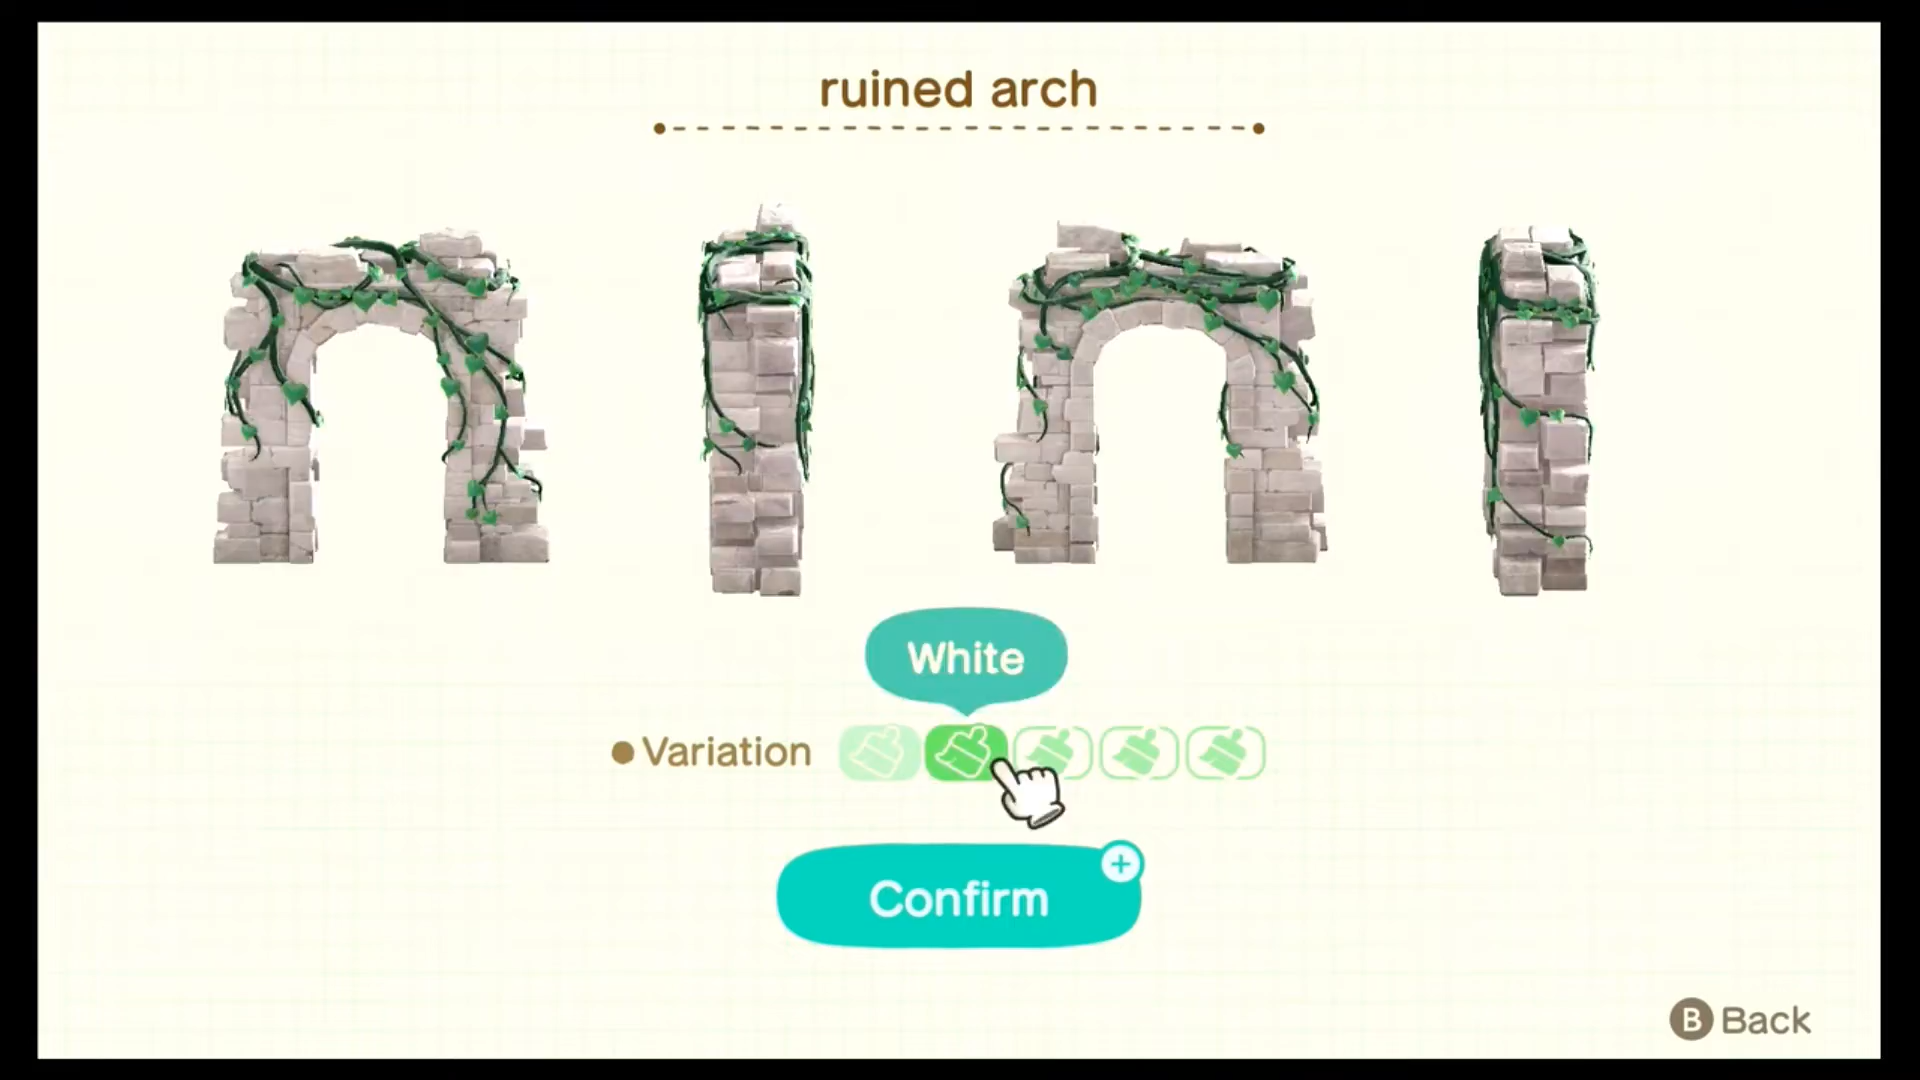 ruined arch
White
Variation
Confirm
B Back